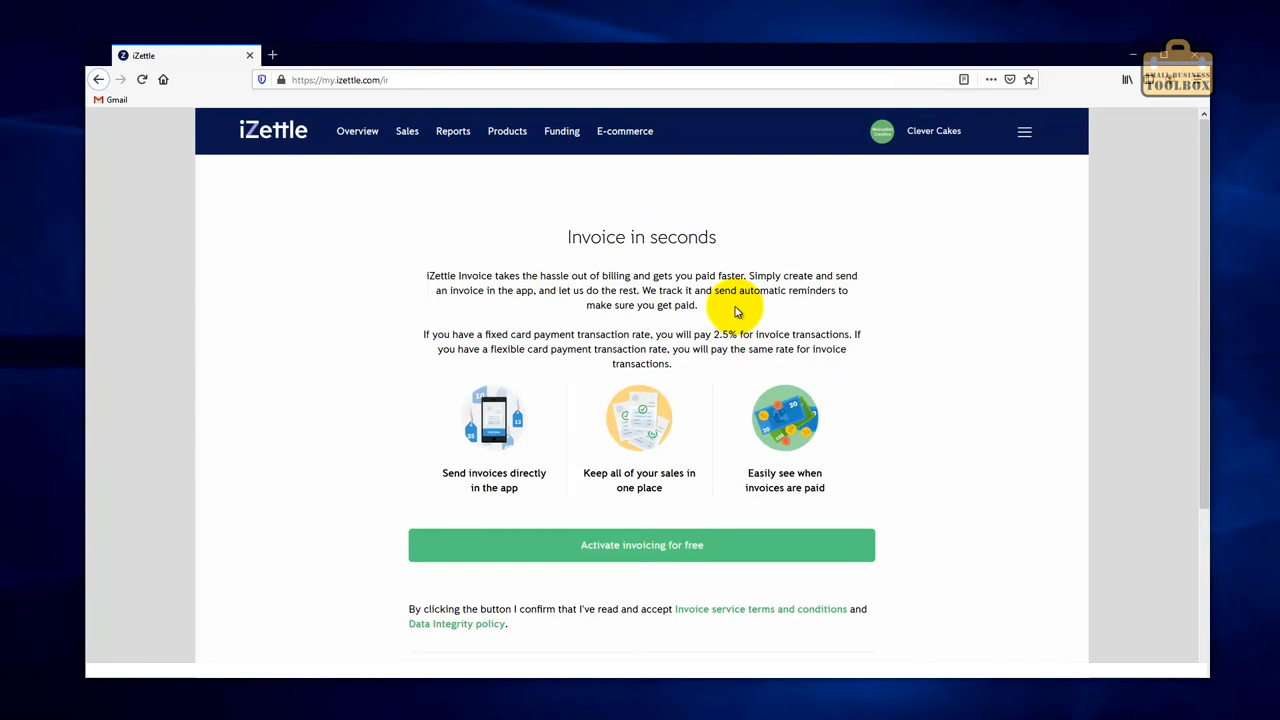 iZettle
SMALL BUSINESS
TOOLBOX
https://my.izettle.com/ir
Gmail
iZettle
Overview
Sales
Reports
Products
Funding
E-commerce
Clever Cakes
Invoice in seconds
iZettle Invoice takes the hassle out of billing and gets you paid faster. Simply create and send
an invoice in the app, and let us do the rest. We track it and send automatic reminders to
make sure you get paid.
If you have a fixed card payment transaction rate, you will pay 2.5% for invoice transactions. If
you have a flexible card payment transaction rate, you will pay the same rate for invoice
transactions.
Send invoices directly
in the app
Keep all of your sales in
one place
Easily see when
invoices are paid
Activate invoicing for free
By clicking the button I confirm that I've read and accept Invoice service terms and conditions and
Data Integrity policy.